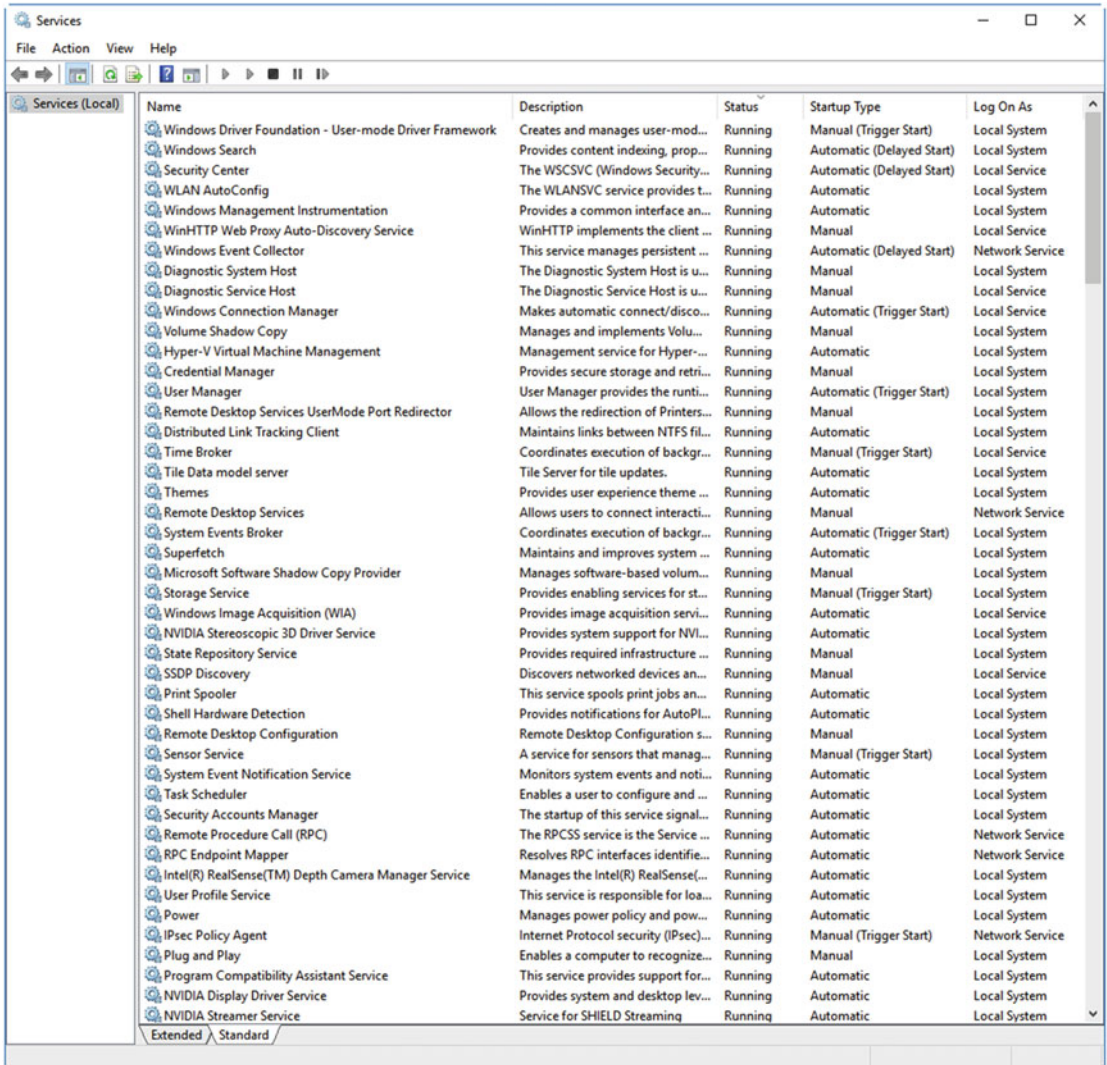 Services
File Action View Help
Services (Local)
Name Description Status Startup Type Log On As
Windows Driver Foundation - User-mode Driver Framework Creates and manages user-mod... Running Manual (Trigger Start) Local System
Windows Search Provides content indexing, prop... Running Automatic (Delayed Start) Local System
Security Center The WSCSVC (Windows Security... Running Automatic (Delayed Start) Local Service
WLAN AutoConfig The WLANSVC service provides t... Running Automatic Local System
Windows Management Instrumentation Provides a common interface an... Running Automatic Local System
WinHTTP Web Proxy Auto-Discovery Service WinHTTP implements the client ... Running Manual Local Service
Windows Event Collector This service manages persistent ... Running Automatic (Delayed Start) Network Service
Diagnostic System Host The Diagnostic System Host is u... Running Manual Local System
Diagnostic Service Host The Diagnostic Service Host is u... Running Manual Local Service
Windows Connection Manager Makes automatic connect/disco... Running Automatic (Trigger Start) Local Service
Volume Shadow Copy Manages and implements Volu... Running Manual Local System
Hyper-V Virtual Machine Management Management service for Hyper-... Running Automatic Local System
Credential Manager Provides secure storage and retri... Running Manual Local System
User Manager User Manager provides the runti... Running Automatic (Trigger Start) Local System
Remote Desktop Services UserMode Port Redirector Allows the redirection of Printers... Running Manual Local System
Distributed Link Tracking Client Maintains links between NTFS fil... Running Automatic Local System
Time Broker Coordinates execution of backgr... Running Manual (Trigger Start) Local Service
Tile Data model server Tile Server for tile updates. Running Automatic Local System
Themes Provides user experience theme ... Running Automatic Local System
Remote Desktop Services Allows users to connect interacti... Running Manual Network Service
System Events Broker Coordinates execution of backgr... Running Automatic (Trigger Start) Local System
Superfetch Maintains and improves system ... Running Automatic Local System
Microsoft Software Shadow Copy Provider Manages software-based volum... Running Manual Local System
Storage Service Provides enabling services for st... Running Manual (Trigger Start) Local System
Windows Image Acquisition (WIA) Provides image acquisition servi... Running Automatic Local Service
NVIDIA Stereoscopic 3D Driver Service Provides system support for NVI... Running Automatic Local System
State Repository Service Provides required infrastructure ... Running Manual Local System
SSDP Discovery Discovers networked devices an... Running Manual Local Service
Print Spooler This service spools print jobs an... Running Automatic Local System
Shell Hardware Detection Provides notifications for AutoPl... Running Automatic Local System
Remote Desktop Configuration Remote Desktop Configuration s... Running Manual Local System
Sensor Service A service for sensors that manag... Running Manual (Trigger Start) Local System
System Event Notification Service Monitors system events and noti... Running Automatic Local System
Task Scheduler Enables a user to configure and ... Running Automatic Local System
Security Accounts Manager The startup of this service signal... Running Automatic Local System
Remote Procedure Call (RPC) The RPCSS service is the Service ... Running Automatic Network Service
RPC Endpoint Mapper Resolves RPC interfaces identifie... Running Automatic Network Service
Intel(R) RealSense(TM) Depth Camera Manager Service Manages the Intel(R) RealSense(... Running Automatic Local System
User Profile Service This service is responsible for loa... Running Automatic Local System
Power Manages power policy and pow... Running Automatic Local System
IPsec Policy Agent Internet Protocol security (IPsec)... Running Manual (Trigger Start) Network Service
Plug and Play Enables a computer to recognize... Running Manual Local System
Program Compatibility Assistant Service This service provides support for... Running Automatic Local System
NVIDIA Display Driver Service Provides system and desktop lev... Running Automatic Local System
NVIDIA Streamer Service Service for SHIELD Streaming Running Automatic Local System
Extended Standard